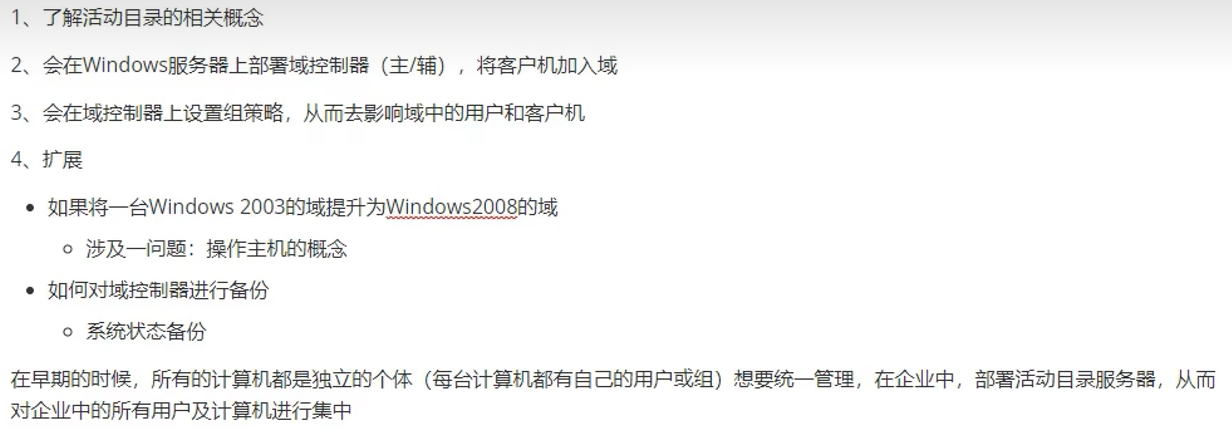 1、了解活动目录的相关概念
2、会在Windows服务器上部署域控制器（主/辅），将客户机加入域
3、会在域控制器上设置组策略，从而去影响域中的用户和客户机
4、扩展
• 如果将一台Windows 2003的域提升为Windows2008的域
◦ 涉及一问题：操作主机的概念
• 如何对域控制器进行备份
◦ 系统状态备份
在早期的时候，所有的计算机都是独立的个体（每台计算机都有自己的用户或组）想要统一管理，在企业中，部署活动目录服务器，从而
对企业中的所有用户及计算机进行集中